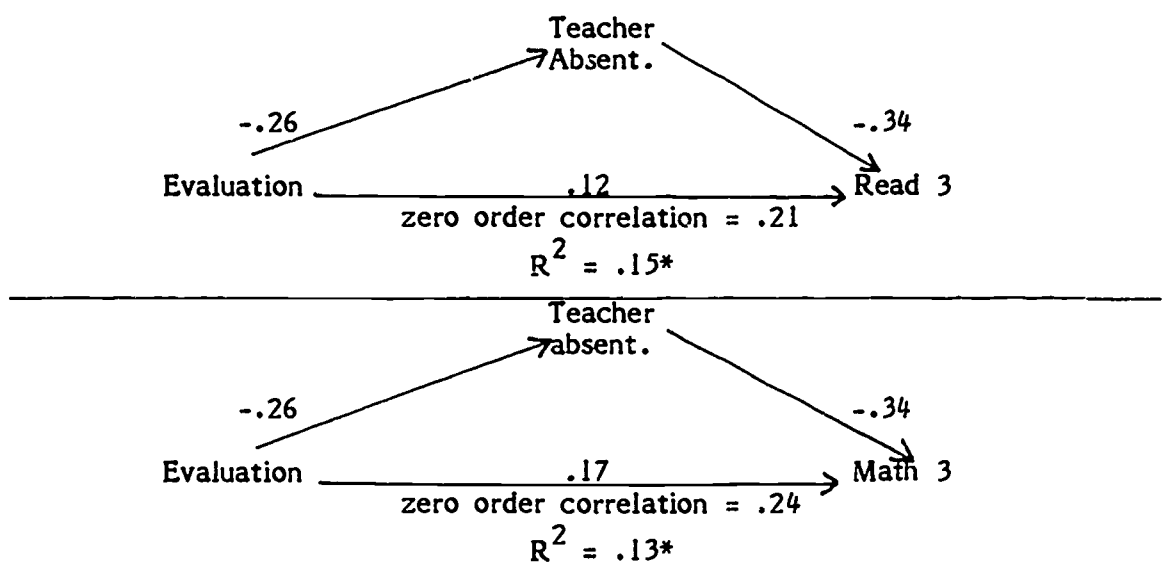 Teacher
Absent.
-.26
-.34
Evaluation
.12
Read 3
zero order correlation = .21
R² = .15*
Teacher
absent.
-.26
-.34
Evaluation
.17
Math 3
zero order correlation = .24
R² = .13*